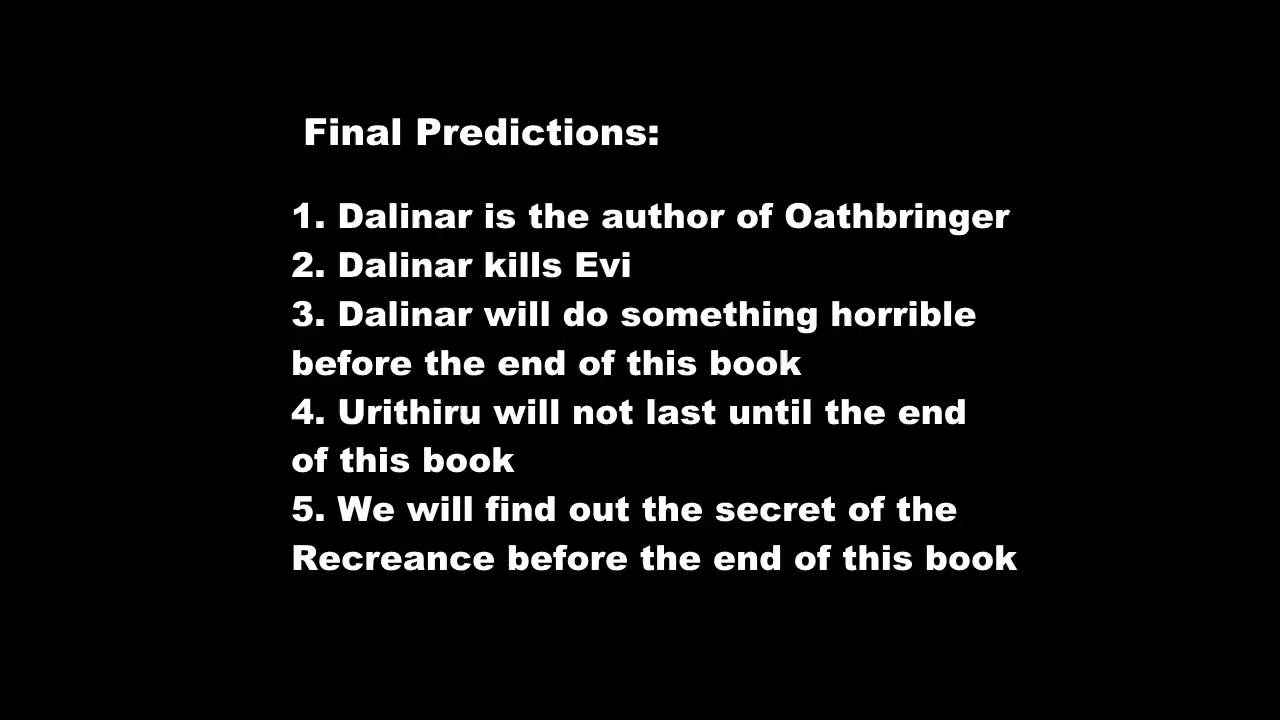 Final Predictions:
1. Dalinar is the author of Oathbringer
2. Dalinar kills Evi
3. Dalinar will do something horrible
before the end of this book
4. Urithiru will not last until the end
of this book
5. We will find out the secret of the
Recreance before the end of this book